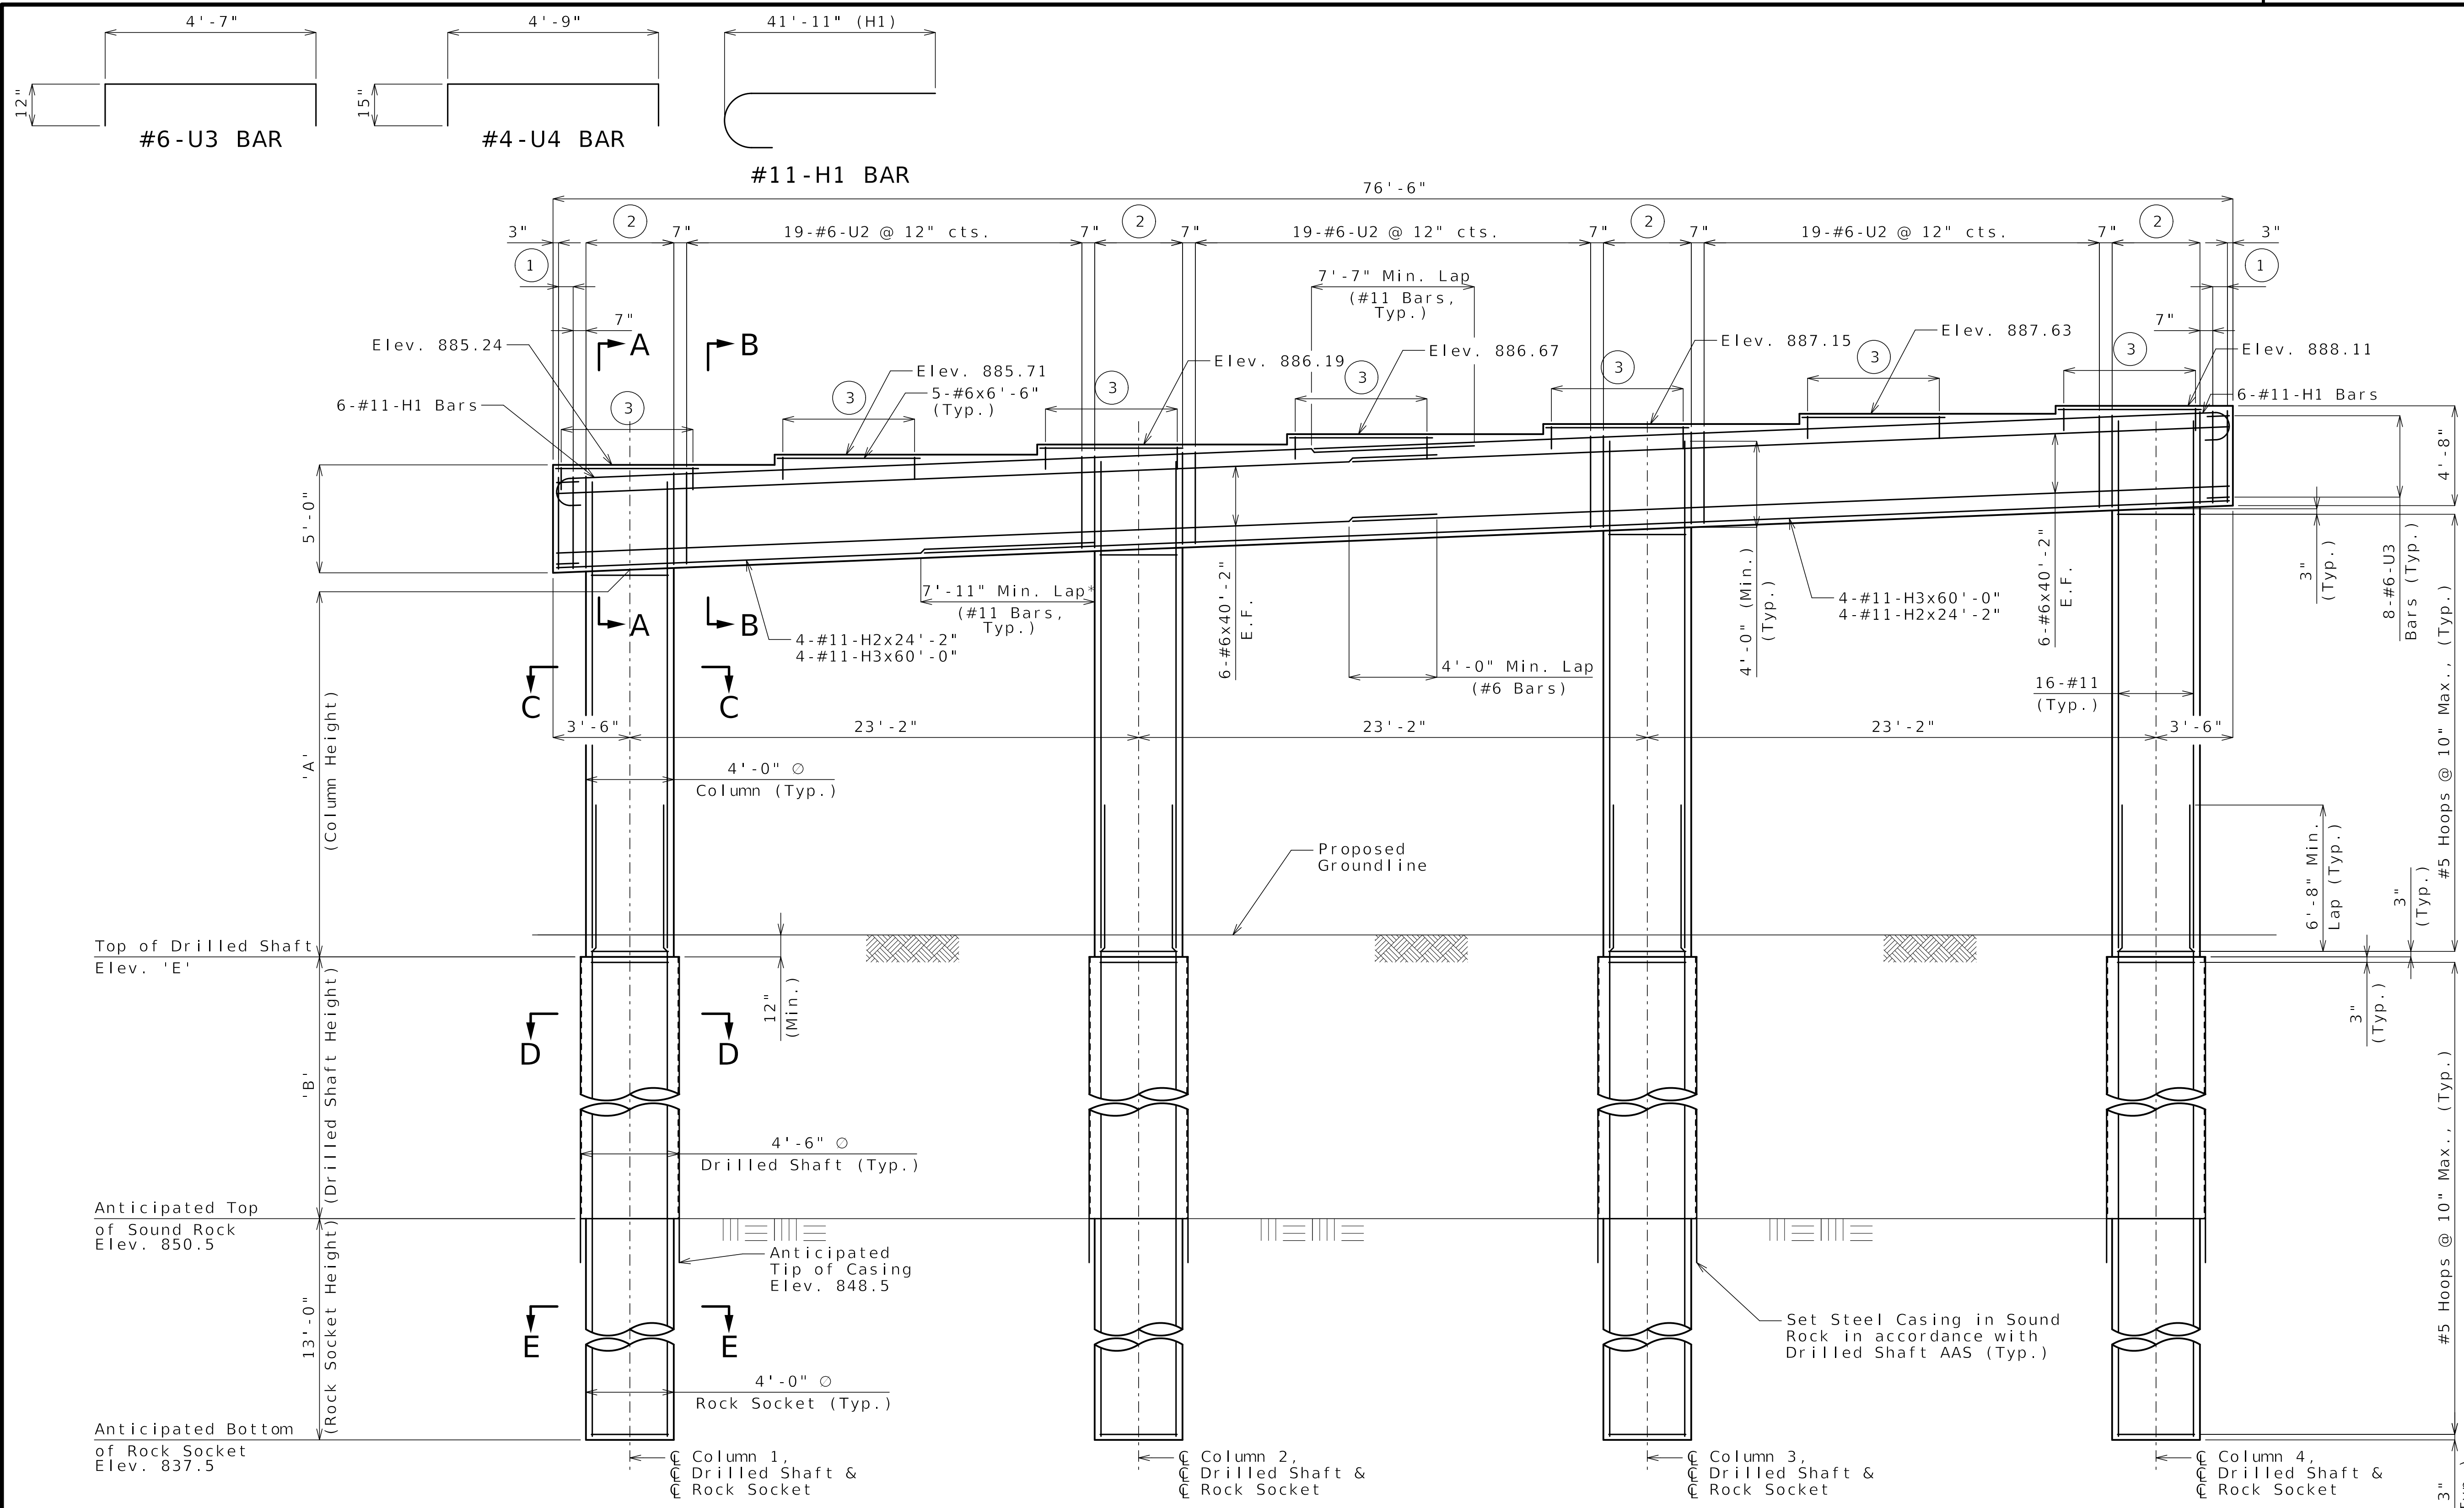 4'-7"
4'-9"
41'-11" (H1)
12"
15"
#6-U3 BAR
#4-U4 BAR
#11-H1 BAR
76'-6"
3"
2
7"
19-#6-U2 @ 12" cts.
7"
2
7"
19-#6-U2 @ 12" cts.
7"
2
7"
19-#6-U2 @ 12" cts.
7"
2
3"
1
1
7'-7" Min. Lap
(#11 Bars,
Typ.)
7"
7"
A
B
Elev. 885.24
Elev. 885.71
5-#6x6'-6"
(Typ.)
Elev. 886.19
Elev. 886.67
Elev. 887.15
Elev. 887.63
Elev. 888.11
3
3
3
3
3
3
3
6-#11-H1 Bars
6-#11-H1 Bars
5'-0"
4'-8"
8-#6-U3
Bars (Typ.)
3"
(Typ.)
7'-11" Min. Lap*
(#11 Bars,
Typ.)
A
B
4-#11-H2x24'-2"
4-#11-H3x60'-0"
6-#6x40'-2"
E.F.
4'-0" Min. Lap
(#6 Bars)
4'-0" (Min.)
(Typ.)
4-#11-H3x60'-0"
4-#11-H2x24'-2"
6-#6x40'-2"
E.F.
16-#11
(Typ.)
C
C
3'-6"
23'-2"
23'-2"
23'-2"
3'-6"
'A'
(Column Height)
4'-0" ∅
Column (Typ.)
Proposed
Groundline
6'-8" Min.
Lap (Typ.)
3"
(Typ.)
#5 Hoops @ 10" Max., (Typ.)
Top of Drilled Shaft
Elev. 'E'
12"
(Min.)
3"
(Typ.)
D
D
'B'
(Drilled Shaft Height)
4'-6" ∅
Drilled Shaft (Typ.)
#5 Hoops @ 10" Max., (Typ.)
Anticipated Top
of Sound Rock
Elev. 850.5
Anticipated
Tip of Casing
Elev. 848.5
E
E
13'-0"
(Rock Socket Height)
Set Steel Casing in Sound
Rock in accordance with
Drilled Shaft AAS (Typ.)
4'-0" ∅
Rock Socket (Typ.)
Anticipated Bottom
of Rock Socket
Elev. 837.5
℄ Column 1,
℄ Drilled Shaft &
℄ Rock Socket
℄ Column 2,
℄ Drilled Shaft &
℄ Rock Socket
℄ Column 3,
℄ Drilled Shaft &
℄ Rock Socket
℄ Column 4,
℄ Drilled Shaft &
℄ Rock Socket
3"